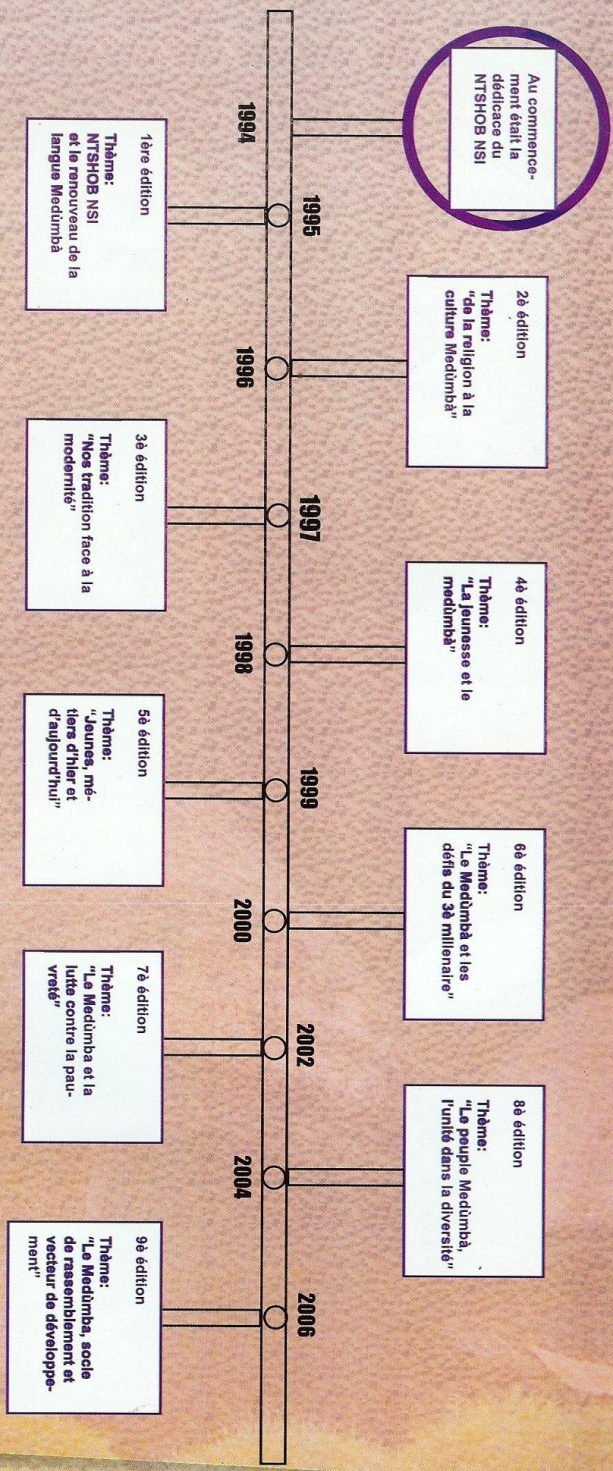 Au commence-
ment était la
dédicace du
NTSHOB NSI
1994
1995
1ère édition
Thème:
NTSHOB NSI
et le renouveau de la
langue Medùmbà
2è édition
Thème:
"de la religion à la
culture Medùmbà"
1996
1997
3è édition
Thème:
"Nos tradition face à la
modernité"
4è édition
Thème:
"La jeunesse et le
medùmbà"
1998
1999
5è édition
Thème:
"Jeunes, mé-
tiers d'hier et
d'aujourd'hui"
6è édition
Thème:
"Le Medùmbà et les
défis du 3è millenaire"
2000
2002
7è édition
Thème:
"Le Medùmba et la
lutte contre la pau-
vreté"
8è édition
Thème:
"Le peuple Medùmbà,
l'unité dans la diversité"
2004
2006
9è édition
Thème:
"Le Medùmba, socle
de rassemblement et
vecteur de développe-
ment"